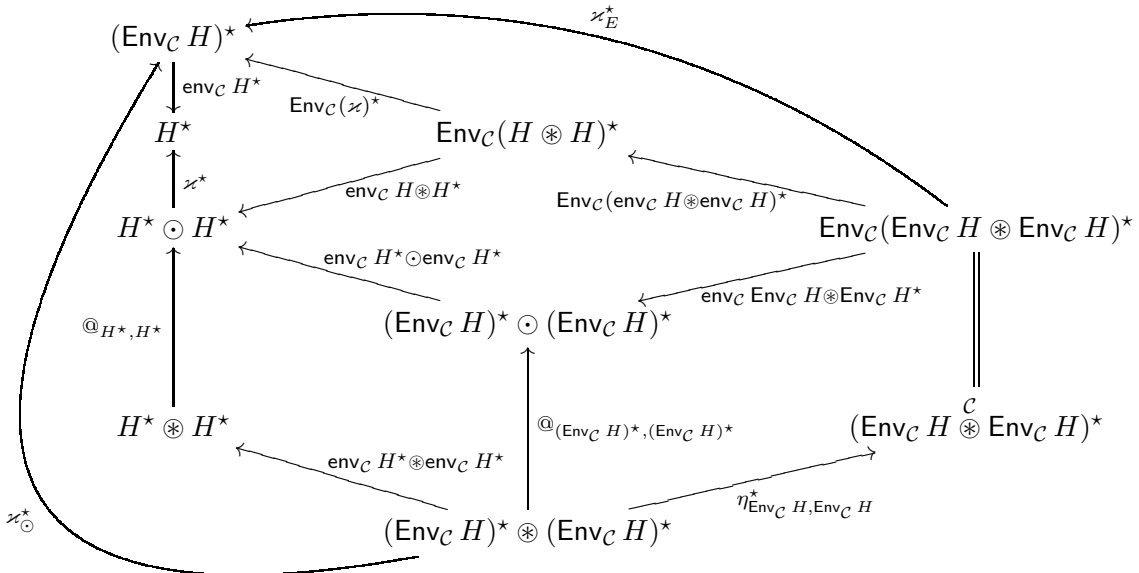 ϰ_E^⋆
(Env_𝒞 H)^⋆
env_𝒞 H^⋆
Env_𝒞(ϰ)^⋆
H^⋆
Env_𝒞(H ⊛ H)^⋆
ϰ^⋆
env_𝒞 H⊛H^⋆
Env_𝒞(env_𝒞 H⊛env_𝒞 H)^⋆
H^⋆ ⊙ H^⋆
Env_𝒞(Env_𝒞 H ⊛ Env_𝒞 H)^⋆
env_𝒞 H^⋆⊙env_𝒞 H^⋆
env_𝒞 Env_𝒞 H⊛Env_𝒞 H^⋆
@_{H^⋆,H^⋆}
(Env_𝒞 H)^⋆ ⊙ (Env_𝒞 H)^⋆
H^⋆ ⊛ H^⋆
@_{(Env_𝒞 H)^⋆,(Env_𝒞 H)^⋆}
(Env_𝒞 H \overset{𝒞}{⊛} Env_𝒞 H)^⋆
env_𝒞 H^⋆⊛env_𝒞 H^⋆
η^⋆_{Env_𝒞 H,Env_𝒞 H}
ϰ_⊙^⋆
(Env_𝒞 H)^⋆ ⊛ (Env_𝒞 H)^⋆